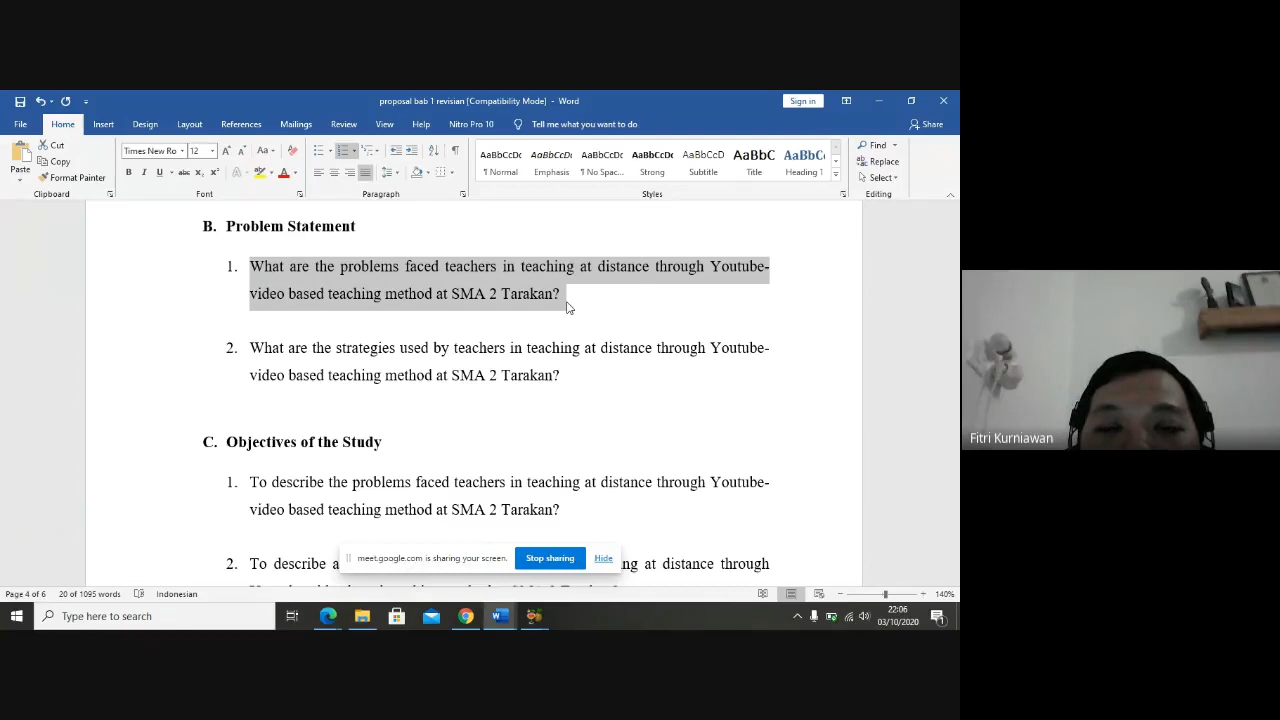 proposal bab 1 revisian [Compatibility Mode] - Word
Sign in
File Home Insert Design Layout References Mailings Review View Help Nitro Pro 10 Tell me what you want to do Share
Paste
Cut
Copy
Format Painter
Clipboard
Times New Ro 12
Font
Paragraph
AaBbCcDc AaBbCcDc AaBbCcDc AaBbCcDc AaBbCcD AaBbC AaBbC
¶ Normal Emphasis ¶ No Spac... Strong Subtitle Title Heading 1
Styles
Find
Replace
Select
Editing
B. Problem Statement
1. What are the problems faced teachers in teaching at distance through Youtube-
video based teaching method at SMA 2 Tarakan?
2. What are the strategies used by teachers in teaching at distance through Youtube-
video based teaching method at SMA 2 Tarakan?
C. Objectives of the Study
1. To describe the problems faced teachers in teaching at distance through Youtube-
video based teaching method at SMA 2 Tarakan?
2. To describe a ng at distance through
meet.google.com is sharing your screen. Stop sharing Hide
Page 4 of 6 20 of 1095 words Indonesian 140%
Type here to search
22:06
03/10/2020
Fitri Kurniawan